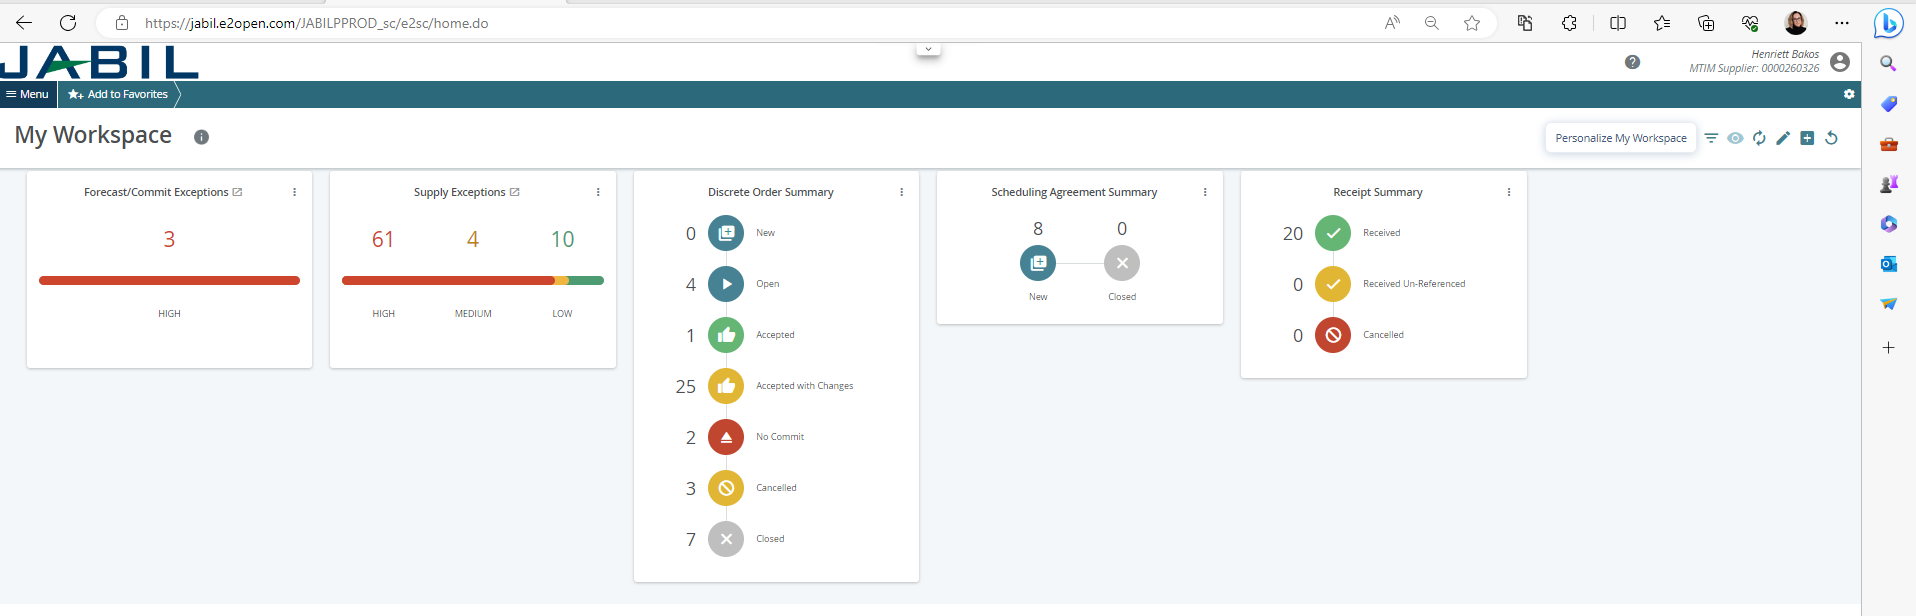 https://jabil.e2open.com/JABILPPROD_sc/e2sc/home.do
JABIL
Henriett Bakos
MTIM Supplier: 0000260326
Menu
Add to Favorites
My Workspace
Personalize My Workspace
Forecast/Commit Exceptions
3
HIGH
Supply Exceptions
61 4 10
HIGH MEDIUM LOW
Discrete Order Summary
0 New
4 Open
1 Accepted
25 Accepted with Changes
2 No Commit
3 Cancelled
7 Closed
Scheduling Agreement Summary
8 0
New Closed
Receipt Summary
20 Received
0 Received Un-Referenced
0 Cancelled